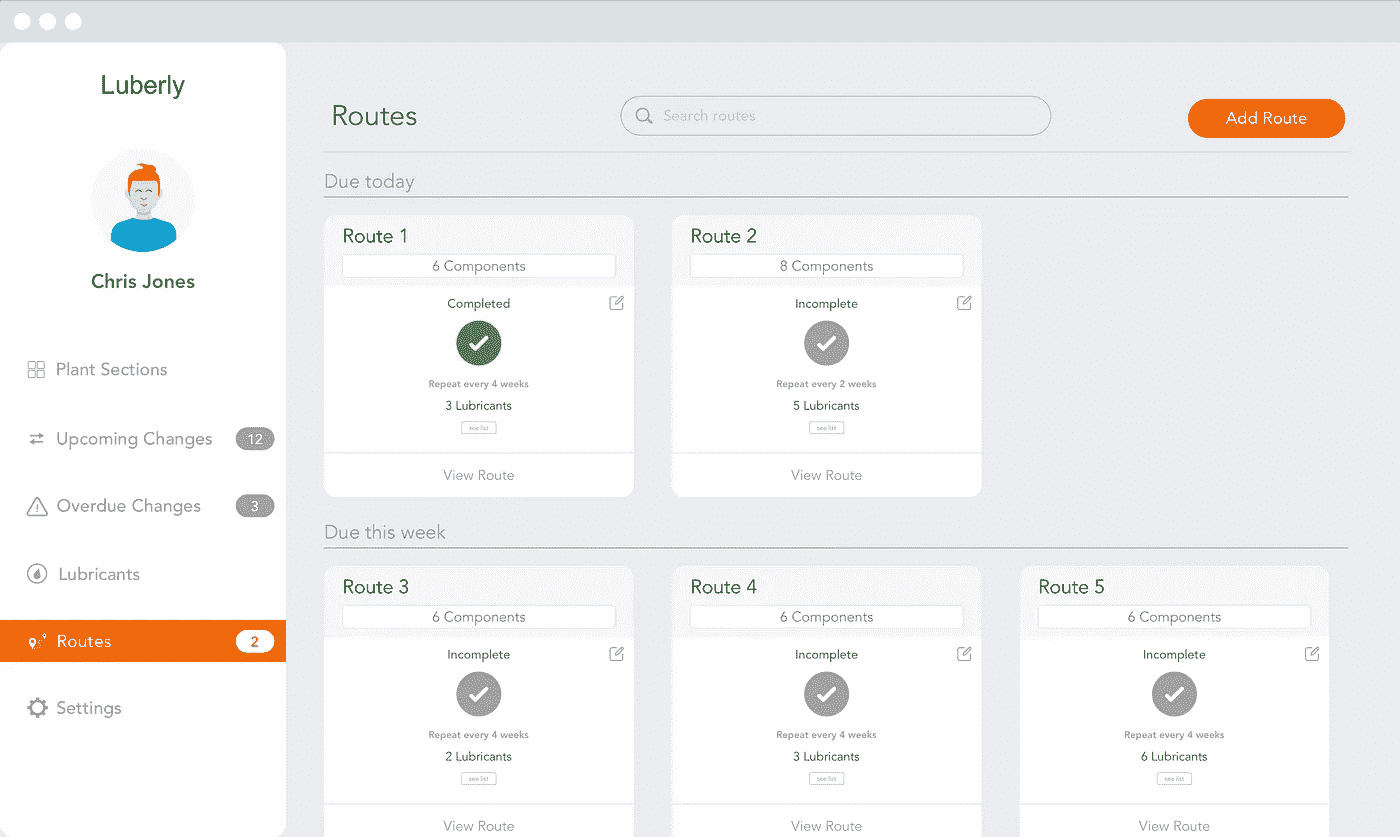 Luberly
Chris Jones
Plant Sections
Upcoming Changes 12
Overdue Changes 3
Lubricants
Routes 2
Settings
Routes
Search routes
Add Route
Due today
Route 1
6 Components
Completed
Repeat every 4 weeks
3 Lubricants
see list
View Route
Route 2
8 Components
Incomplete
Repeat every 2 weeks
5 Lubricants
see list
View Route
Due this week
Route 3
6 Components
Incomplete
Repeat every 4 weeks
2 Lubricants
see list
View Route
Route 4
6 Components
Incomplete
Repeat every 4 weeks
3 Lubricants
see list
View Route
Route 5
6 Components
Incomplete
Repeat every 4 weeks
6 Lubricants
see list
View Route